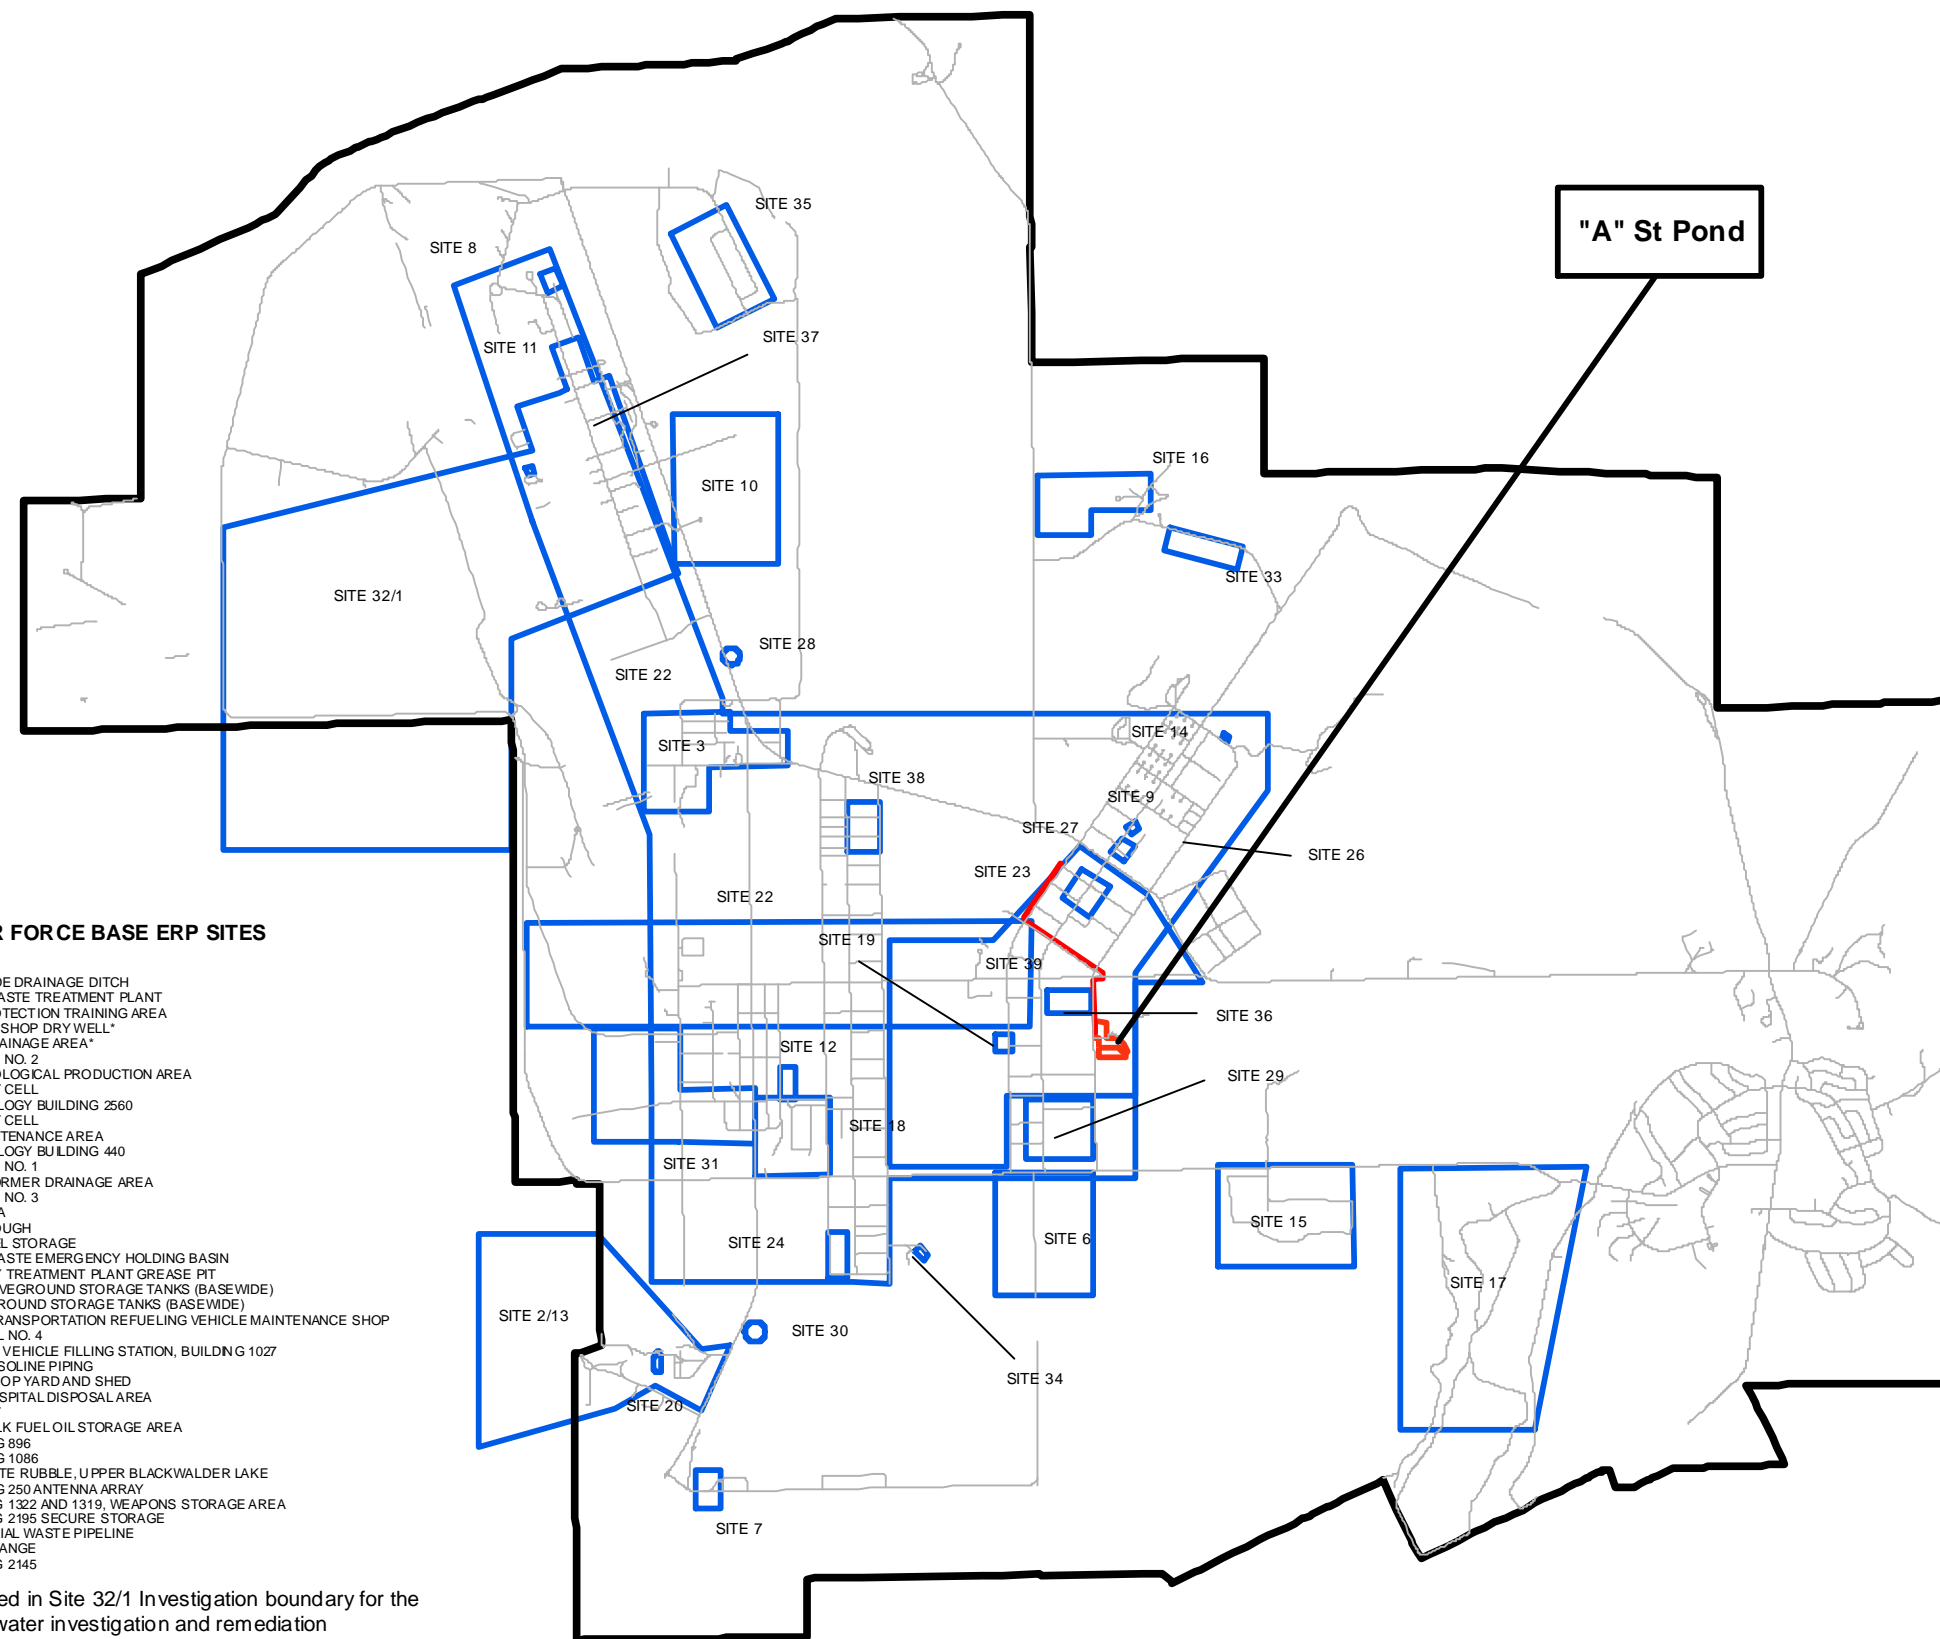 SITE 35
"A" St Pond
SITE 8
SITE 37
SITE 11
SITE 16
SITE 10
SITE 33
SITE 32/1
SITE 28
SITE 22
SITE 14
SITE 3
SITE 38
SITE 9
SITE 27
SITE 26
SITE 23
SITE 22
SITE 19
SITE 39
SITE 36
SITE 12
SITE 29
SITE 18
SITE 31
SITE 15
SITE 6
SITE 24
SITE 17
SITE 2/13
SITE 30
SITE 34
SITE 20
SITE 7
R FORCE BASE ERP SITES
DE DRAINAGE DITCH
ASTE TREATMENT PLANT
OTECTION TRAINING AREA
SHOP DRY WELL*
AINAGE AREA*
NO. 2
OLOGICAL PRODUCTION AREA
CELL
LOGY BUILDING 2560
CELL
TENANCE AREA
LOGY BUILDING 440
NO. 1
ORMER DRAINAGE AREA
NO. 3
A
OUGH
EL STORAGE
ASTE EMERGENCY HOLDING BASIN
Y TREATMENT PLANT GREASE PIT
VEGROUND STORAGE TANKS (BASEWIDE)
GROUND STORAGE TANKS (BASEWIDE)
RANSPORTATION REFUELING VEHICLE MAINTENANCE SHOP
L NO. 4
VEHICLE FILLING STATION, BUILDING 1027
SOLINE PIPING
OP YARD AND SHED
SPITAL DISPOSAL AREA
LK FUEL OIL STORAGE AREA
G 896
G 1086
TE RUBBLE, UPPER BLACKWALDER LAKE
G 250 ANTENNA ARRAY
G 1322 AND 1319, WEAPONS STORAGE AREA
G 2195 SECURE STORAGE
IAL WASTE PIPELINE
ANGE
G 2145
ed in Site 32/1 Investigation boundary for the
water investigation and remediation